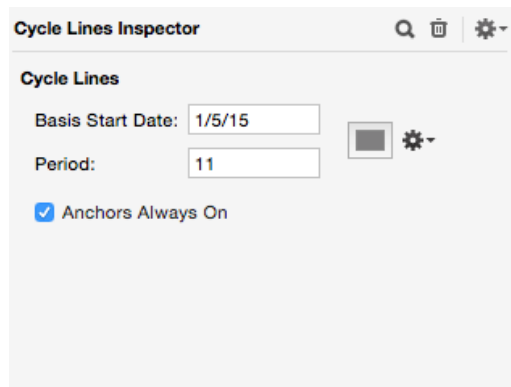 Cycle Lines Inspector
Cycle Lines
Basis Start Date: 1/5/15
Period: 11
Anchors Always On